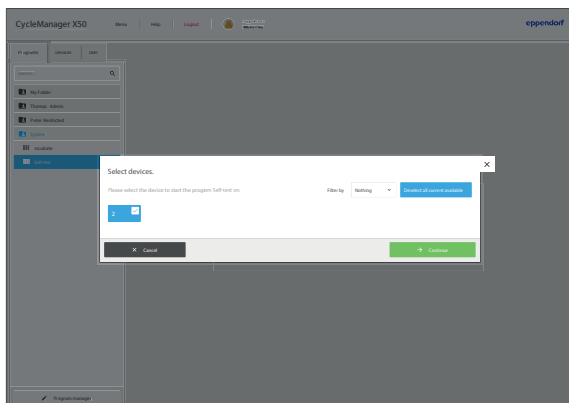 CycleManager X50
Menu
Help
Logout
eppendorf
Programs
Devices
User
My Folder
Thomas Admin
Peter Restricted
System
Incubate
Self-test
Select devices.
Please select the device to start the program Self-test on:
Filter by
Nothing
Deselect all current available
2
Cancel
Continue
Program manager